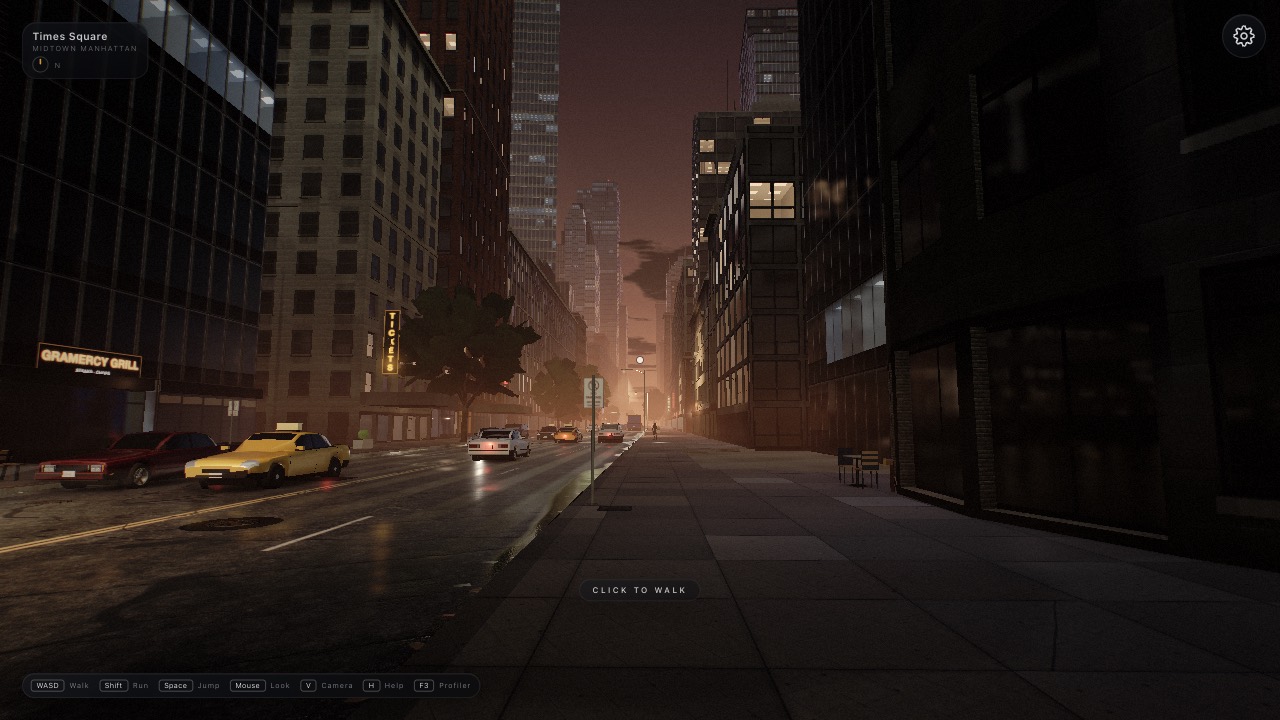 Times Square
MIDTOWN MANHATTAN
N
GRAMERCY GRILL
TICKETS
CLICK TO WALK
WASD Walk Shift Run Space Jump Mouse Look V Camera H Help F3 Profiler